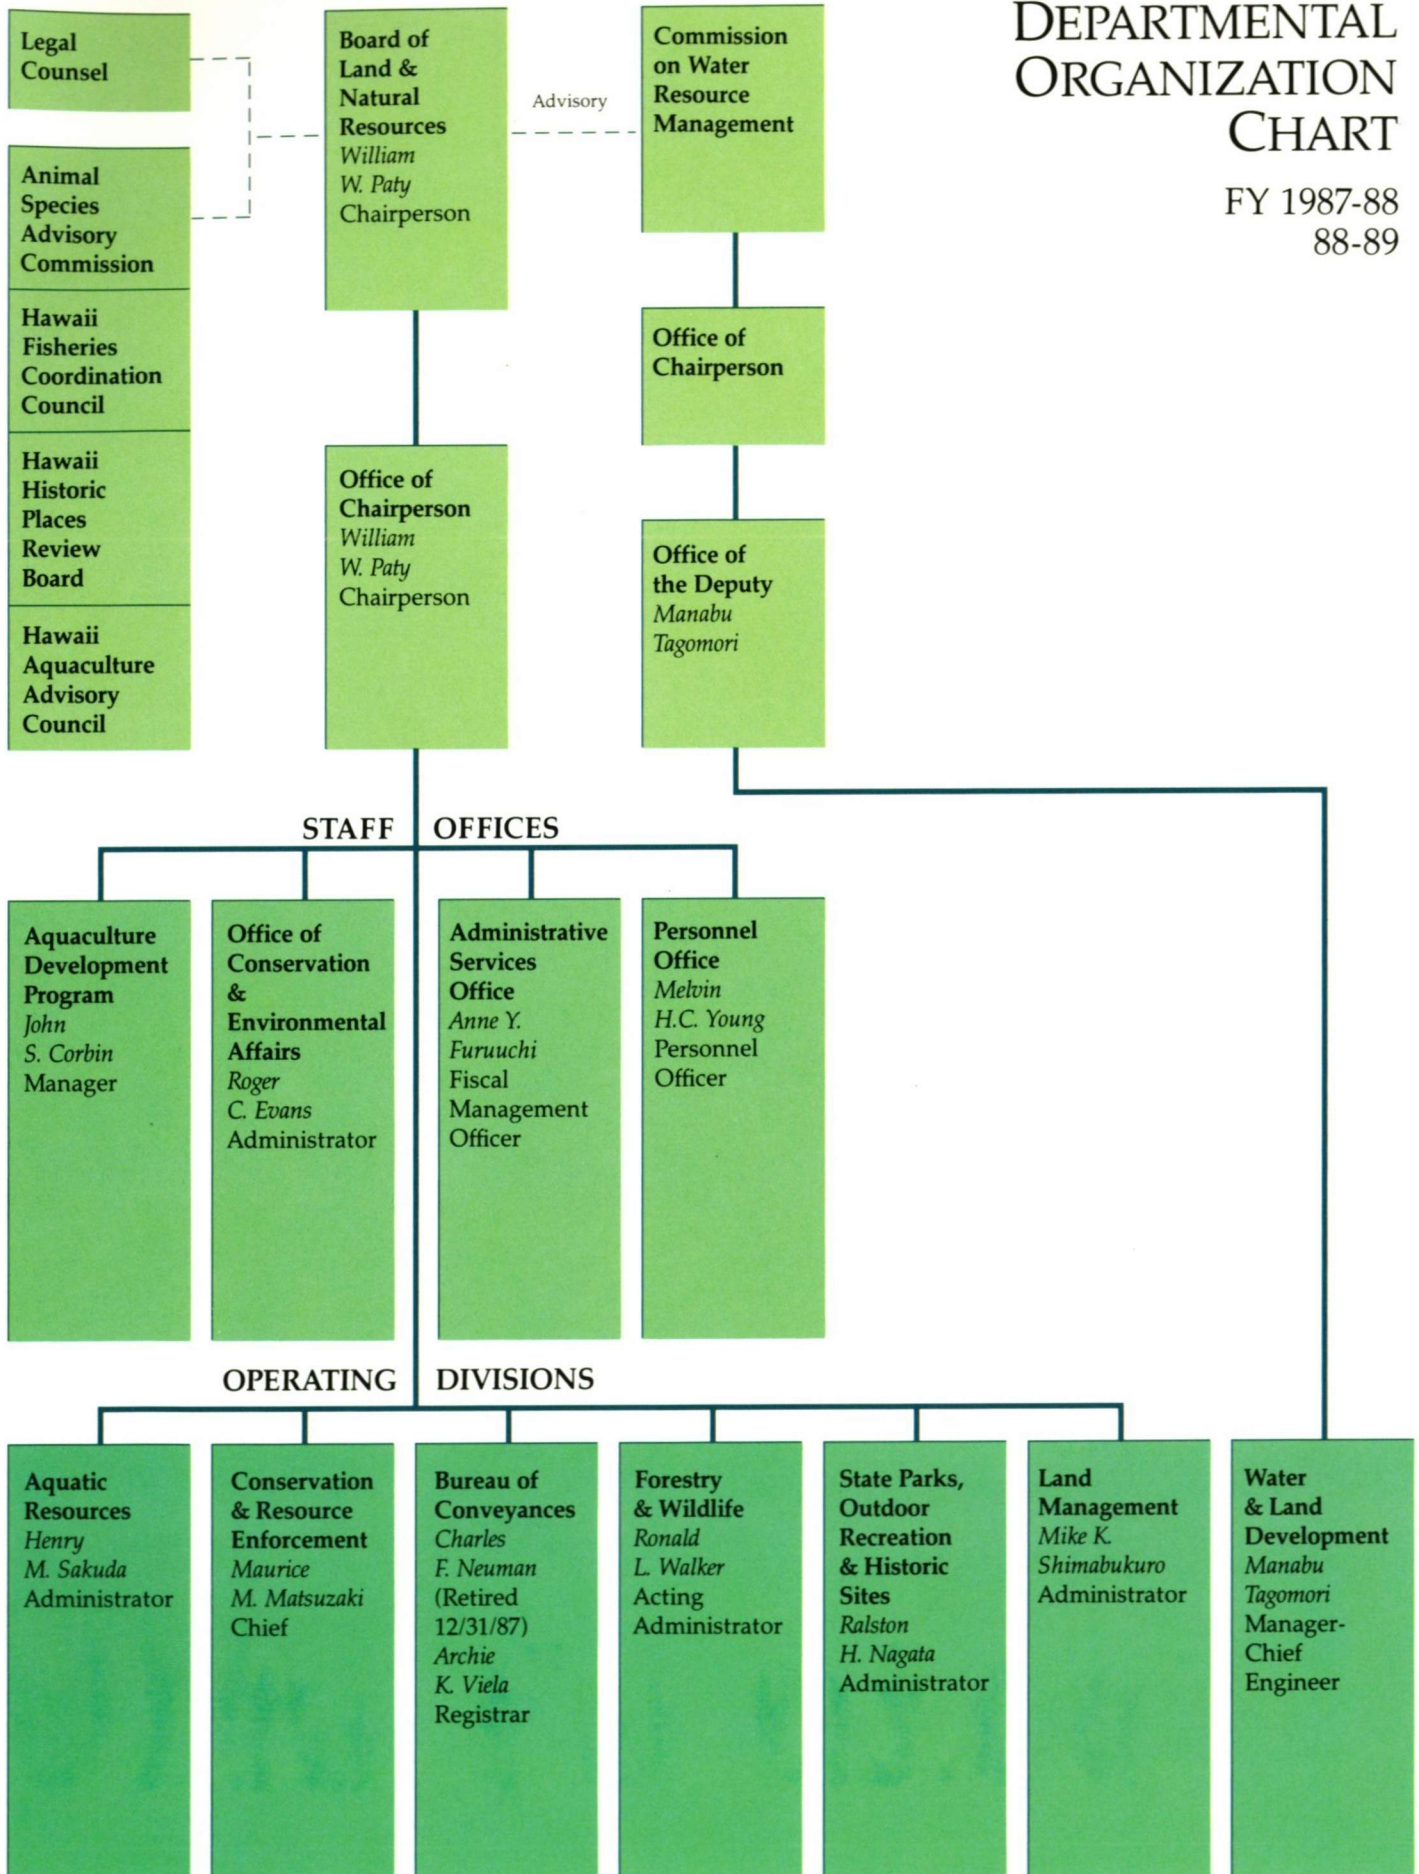 DEPARTMENTAL
ORGANIZATION
CHART
FY 1987-88
88-89
Legal
Counsel
Animal
Species
Advisory
Commission
Hawaii
Fisheries
Coordination
Council
Hawaii
Historic
Places
Review
Board
Hawaii
Aquaculture
Advisory
Council
Board of
Land &
Natural
Resources
William
W. Paty
Chairperson
Advisory
Commission
on Water
Resource
Management
Office of
Chairperson
William
W. Paty
Chairperson
Office of
Chairperson
Office of
the Deputy
Manabu
Tagomori
STAFF OFFICES
Aquaculture
Development
Program
John
S. Corbin
Manager
Office of
Conservation
&
Environmental
Affairs
Roger
C. Evans
Administrator
Administrative
Services
Office
Anne Y.
Furuuchi
Fiscal
Management
Officer
Personnel
Office
Melvin
H.C. Young
Personnel
Officer
OPERATING DIVISIONS
Aquatic
Resources
Henry
M. Sakuda
Administrator
Conservation
& Resource
Enforcement
Maurice
M. Matsuzaki
Chief
Bureau of
Conveyances
Charles
F. Neuman
(Retired
12/31/87)
Archie
K. Viela
Registrar
Forestry
& Wildlife
Ronald
L. Walker
Acting
Administrator
State Parks,
Outdoor
Recreation
& Historic
Sites
Ralston
H. Nagata
Administrator
Land
Management
Mike K.
Shimabukuro
Administrator
Water
& Land
Development
Manabu
Tagomori
Manager-
Chief
Engineer